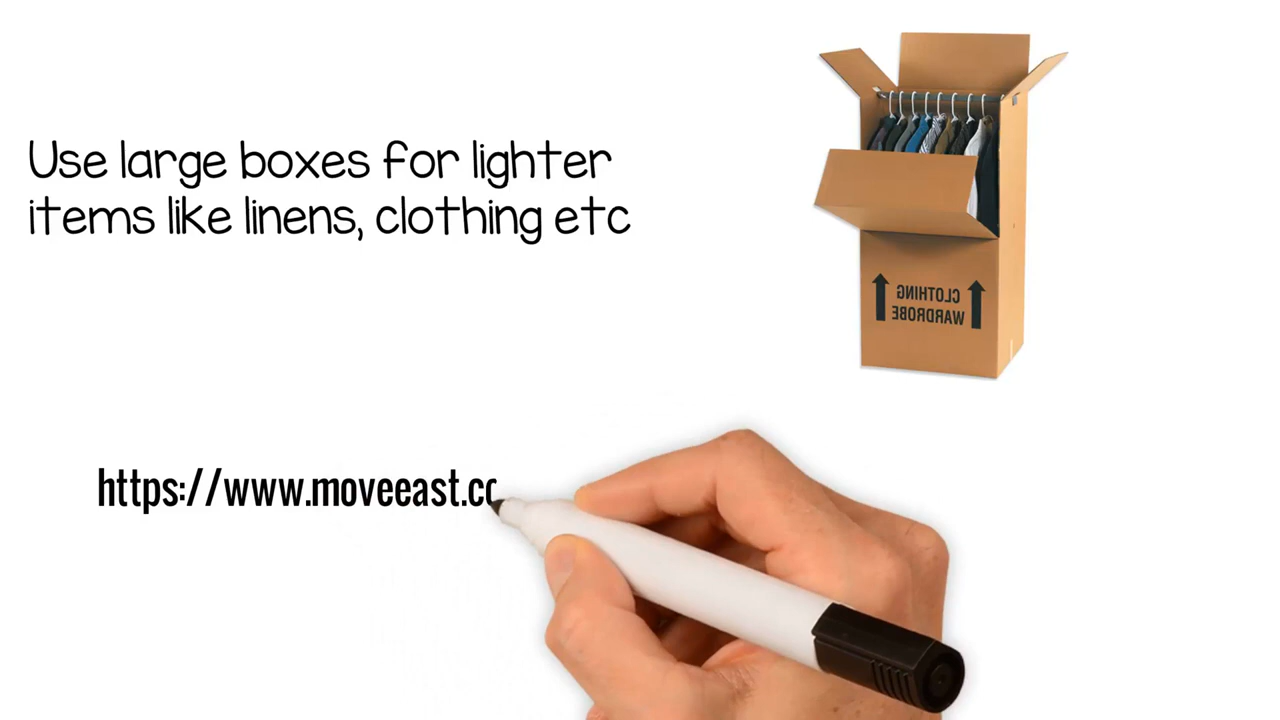 Use large boxes for lighter
items like linens, clothing etc
CLOTHING
WARDROBE
https://www.moveeast.cc